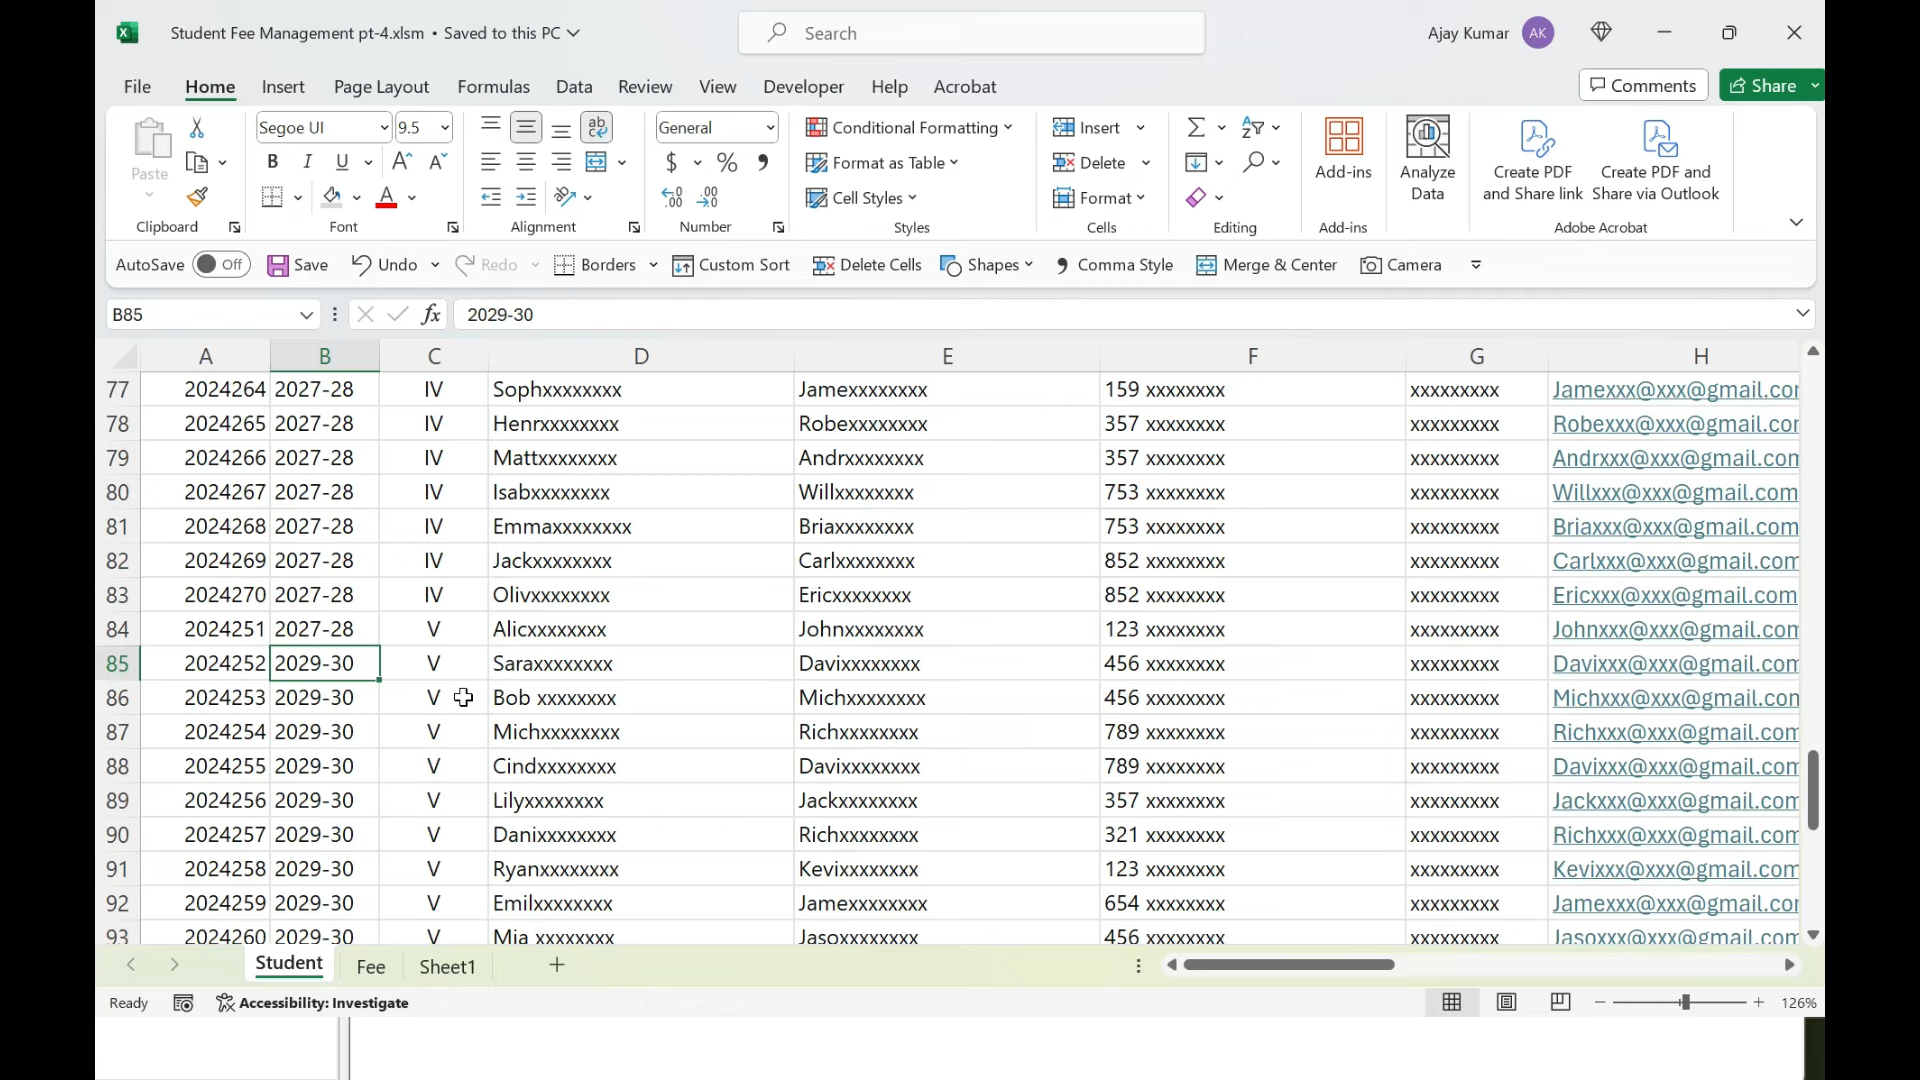 Student Fee Management pt-4.xlsm • Saved to this PC
Search
Ajay Kumar AK
File Home Insert Page Layout Formulas Data Review View Developer Help Acrobat
Comments Share
Paste
Clipboard
Segoe UI 9.5
B I U
Font
Alignment
General
Number
Conditional Formatting
Format as Table
Cell Styles
Styles
Insert
Delete
Format
Cells
Editing
Add-ins
Add-ins
Analyze Data
Create PDF and Share link
Create PDF and Share via Outlook
Adobe Acrobat
AutoSave Off Save Undo Redo Borders Custom Sort Delete Cells Shapes Comma Style Merge & Center Camera
B85 fx 2029-30
A B C D E F G H
77 2024264 2027-28 IV Sophxxxxxxxx Jamexxxxxxxx 159 xxxxxxxx xxxxxxxxx Jamexxx@xxx@gmail.cor
78 2024265 2027-28 IV Henrxxxxxxxx Robexxxxxxxx 357 xxxxxxxx xxxxxxxxx Robexxx@xxx@gmail.cor
79 2024266 2027-28 IV Mattxxxxxxxx Andrxxxxxxxx 357 xxxxxxxx xxxxxxxxx Andrxxx@xxx@gmail.com
80 2024267 2027-28 IV Isabxxxxxxxx Willxxxxxxxx 753 xxxxxxxx xxxxxxxxx Willxxx@xxx@gmail.com
81 2024268 2027-28 IV Emmaxxxxxxxx Briaxxxxxxxx 753 xxxxxxxx xxxxxxxxx Briaxxx@xxx@gmail.com
82 2024269 2027-28 IV Jackxxxxxxxx Carlxxxxxxxx 852 xxxxxxxx xxxxxxxxx Carlxxx@xxx@gmail.com
83 2024270 2027-28 IV Olivxxxxxxxx Ericxxxxxxxx 852 xxxxxxxx xxxxxxxxx Ericxxx@xxx@gmail.com
84 2024251 2027-28 V Alicxxxxxxxx Johnxxxxxxxx 123 xxxxxxxx xxxxxxxxx Johnxxx@xxx@gmail.com
85 2024252 2029-30 V Saraxxxxxxxx Davixxxxxxxx 456 xxxxxxxx xxxxxxxxx Davixxx@xxx@gmail.com
86 2024253 2029-30 V Bob xxxxxxxx Michxxxxxxxx 456 xxxxxxxx xxxxxxxxx Michxxx@xxx@gmail.con
87 2024254 2029-30 V Michxxxxxxxx Richxxxxxxxx 789 xxxxxxxx xxxxxxxxx Richxxx@xxx@gmail.com
88 2024255 2029-30 V Cindxxxxxxxx Davixxxxxxxx 789 xxxxxxxx xxxxxxxxx Davixxx@xxx@gmail.com
89 2024256 2029-30 V Lilyxxxxxxxx Jackxxxxxxxx 357 xxxxxxxx xxxxxxxxx Jackxxx@xxx@gmail.com
90 2024257 2029-30 V Danixxxxxxxx Richxxxxxxxx 321 xxxxxxxx xxxxxxxxx Richxxx@xxx@gmail.com
91 2024258 2029-30 V Ryanxxxxxxxx Kevixxxxxxxx 123 xxxxxxxx xxxxxxxxx Kevixxx@xxx@gmail.com
92 2024259 2029-30 V Emilxxxxxxxx Jamexxxxxxxx 654 xxxxxxxx xxxxxxxxx Jamexxx@xxx@gmail.cor
93 2024260 2029-30 V Mia xxxxxxxx Jasoxxxxxxxx 456 xxxxxxxx xxxxxxxxx Jasoxxx@xxx@gmail.com
Student Fee Sheet1
Ready Accessibility: Investigate 126%